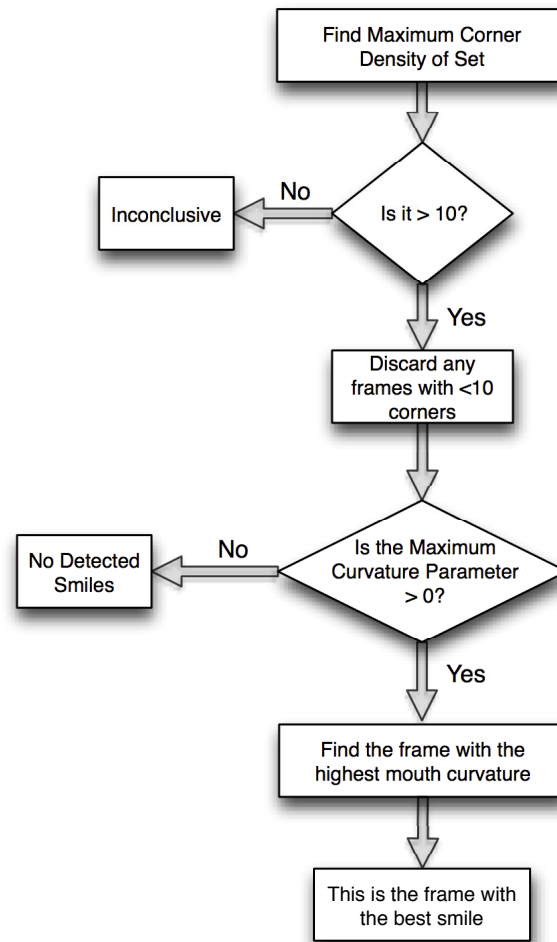 Find Maximum Corner
Density of Set
Is it > 10?
No
Inconclusive
Yes
Discard any
frames with <10
corners
Is the Maximum
Curvature Parameter
> 0?
No
No Detected
Smiles
Yes
Find the frame with the
highest mouth curvature
This is the frame with
the best smile